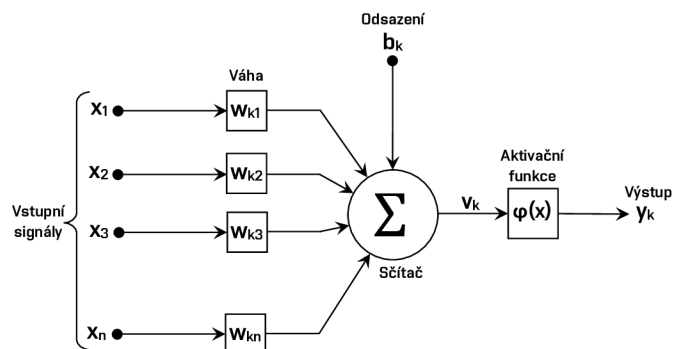 Odsazení
bk
Váha
x1
wk1
x2
wk2
Vstupní
signály
x3
wk3
Σ
Sčítač
vk
Aktivační
funkce
φ(x)
Výstup
yk
xn
wkn